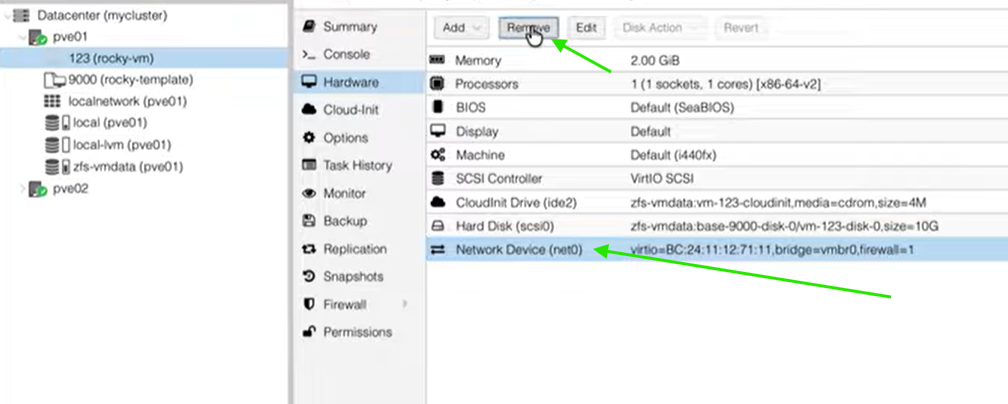 Datacenter (mycluster)
pve01
123 (rocky-vm)
9000 (rocky-template)
localnetwork (pve01)
local (pve01)
local-lvm (pve01)
zfs-vmdata (pve01)
pve02
Summary
>_ Console
Hardware
Cloud-Init
Options
Task History
Monitor
Backup
Replication
Snapshots
Firewall
Permissions
Add Remove Edit Disk Action Revert
Memory 2.00 GiB
Processors 1 (1 sockets, 1 cores) [x86-64-v2]
BIOS Default (SeaBIOS)
Display Default
Machine Default (i440fx)
SCSI Controller VirtIO SCSI
CloudInit Drive (ide2) zfs-vmdata:vm-123-cloudinit,media=cdrom,size=4M
Hard Disk (scsi0) zfs-vmdata:base-9000-disk-0/vm-123-disk-0,size=10G
Network Device (net0) virtio=BC:24:11:12:71:11,bridge=vmbr0,firewall=1